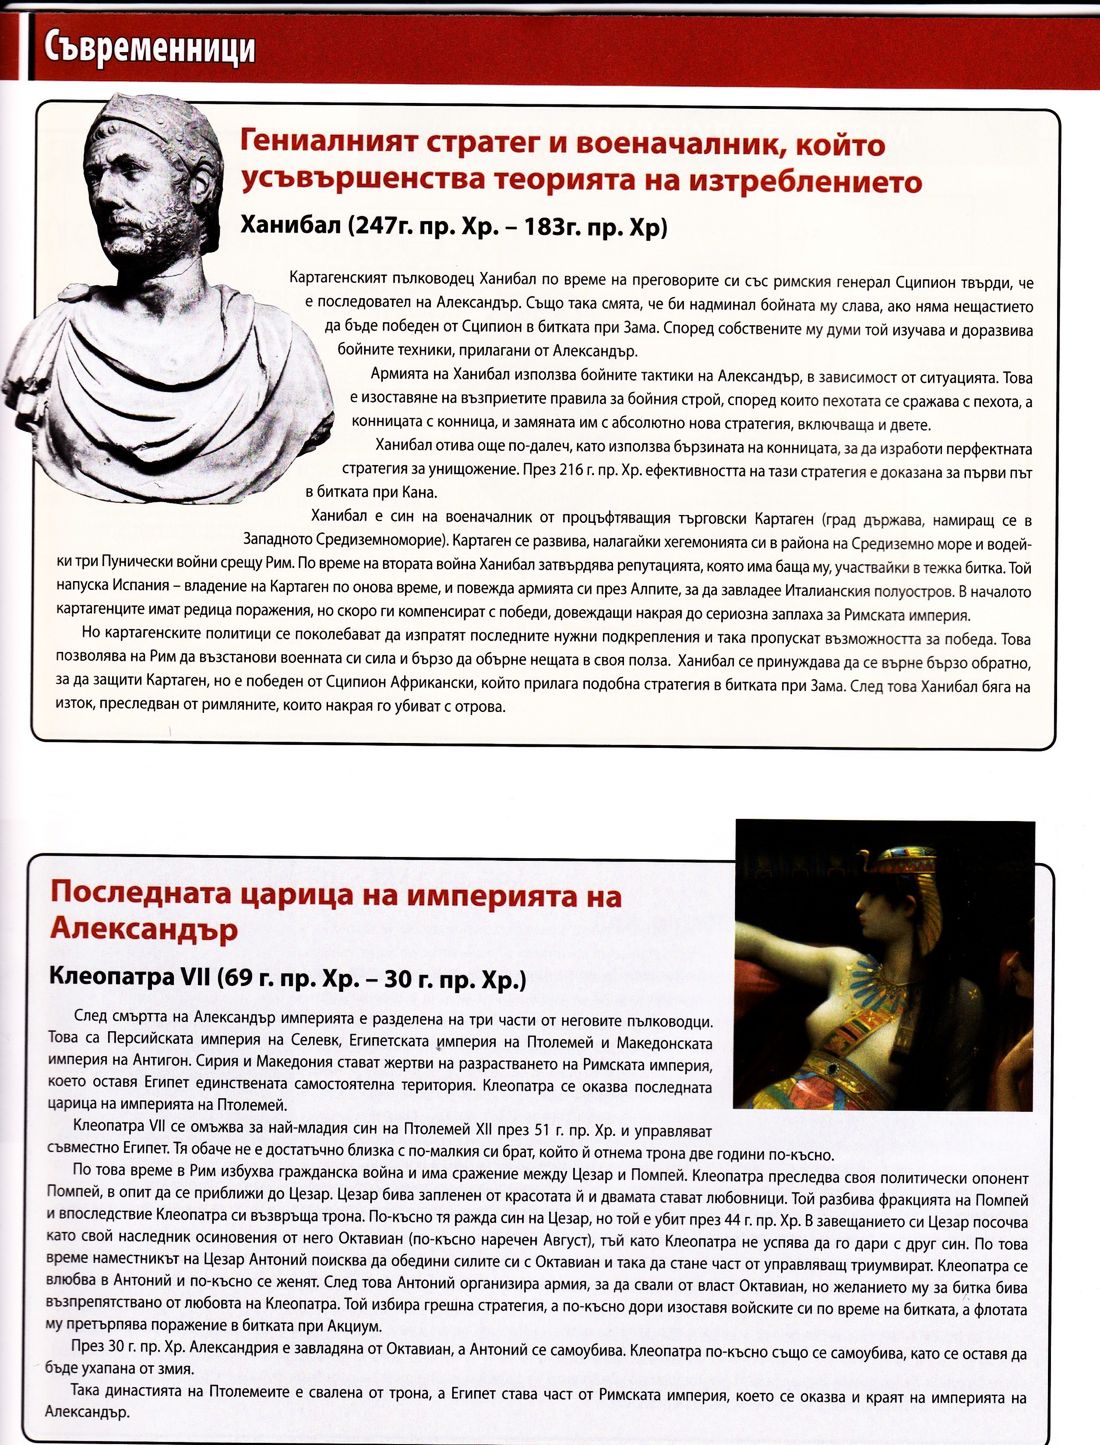 Съвременници
Гениалният стратег и военачалник, който
усъвършенства теорията на изтреблението
Ханибал (247г. пр. Хр. – 183г. пр. Хр)
Картагенският пълководец Ханибал по време на преговорите си със римския генерал Сципион твърди, че
е последовател на Александър. Също така смята, че би надминал бойната му слава, ако няма нещастието
да бъде победен от Сципион в битката при Зама. Според собствените му думи той изучава и доразвива
бойните техники, прилагани от Александър.
Армията на Ханибал използва бойните тактики на Александър, в зависимост от ситуацията. Това
е изоставяне на възприетите правила за бойния строй, според които пехотата се сражава с пехота, а
конницата с конница, и замяната им с абсолютно нова стратегия, включваща и двете.
Ханибал отива още по-далеч, като използва бързината на конницата, за да изработи перфектната
стратегия за унищожение. През 216 г. пр. Хр. ефективността на тази стратегия е доказана за първи път
в битката при Кана.
Ханибал е син на военачалник от процъфтяващия търговски Картаген (град държава, намиращ се в
Западното Средиземноморие). Картаген се развива, налагайки хегемонията си в района на Средиземно море и водей-
ки три Пунически войни срещу Рим. По време на втората война Ханибал затвърдява репутацията, която има баща му, участвайки в тежка битка. Той
напуска Испания – владение на Картаген по онова време, и повежда армията си през Алпите, за да завладее Италианския полуостров. В началото
картагенците имат редица поражения, но скоро ги компенсират с победи, довеждащи накрая до сериозна заплаха за Римската империя.
Но картагенските политици се поколебават да изпратят последните нужни подкрепления и така пропускат възможността за победа. Това
позволява на Рим да възстанови военната си сила и бързо да обърне нещата в своя полза. Ханибал се принуждава да се върне бързо обратно,
за да защити Картаген, но е победен от Сципион Африкански, който прилага подобна стратегия в битката при Зама. След това Ханибал бяга на
изток, преследван от римляните, които накрая го убиват с отрова.
Последната царица на империята на
Александър
Клеопатра VII (69 г. пр. Хр. – 30 г. пр. Хр.)
След смъртта на Александър империята е разделена на три части от неговите пълководци.
Това са Персийската империя на Селевк, Египетската империя на Птолемей и Македонската
империя на Антигон. Сирия и Македония стават жертви на разрастването на Римската империя,
което оставя Египет единствената самостоятелна територия. Клеопатра се оказва последната
царица на империята на Птолемей.
Клеопатра VII се омъжва за най-младия син на Птолемей XII през 51 г. пр. Хр. и управляват
съвместно Египет. Тя обаче не е достатъчно близка с по-малкия си брат, който ѝ отнема трона две години по-късно.
По това време в Рим избухва гражданска война и има сражение между Цезар и Помпей. Клеопатра преследва своя политически опонент
Помпей, в опит да се приближи до Цезар. Цезар бива запленен от красотата ѝ и двамата стават любовници. Той разбива фракцията на Помпей
и впоследствие Клеопатра си възвръща трона. По-късно тя ражда син на Цезар, но той е убит през 44 г. пр. Хр. В завещанието си Цезар посочва
като свой наследник осиновения от него Октавиан (по-късно наречен Август), тъй като Клеопатра не успява да го дари с друг син. По това
време наместникът на Цезар Антоний поисква да обедини силите си с Октавиан и така да стане част от управляващ триумвират. Клеопатра се
влюбва в Антоний и по-късно се женят. След това Антоний организира армия, за да свали от власт Октавиан, но желанието му за битка бива
възпрепятствано от любовта на Клеопатра. Той избира грешна стратегия, а по-късно дори изоставя войските си по време на битката, а флотата
му претърпява поражение в битката при Акциум.
През 30 г. пр. Хр. Александрия е завладяна от Октавиан, а Антоний се самоубива. Клеопатра по-късно също се самоубива, като се оставя да
бъде ухапана от змия.
Така династията на Птолемеите е свалена от трона, а Египет става част от Римската империя, което се оказва и краят на империята на
Александър.